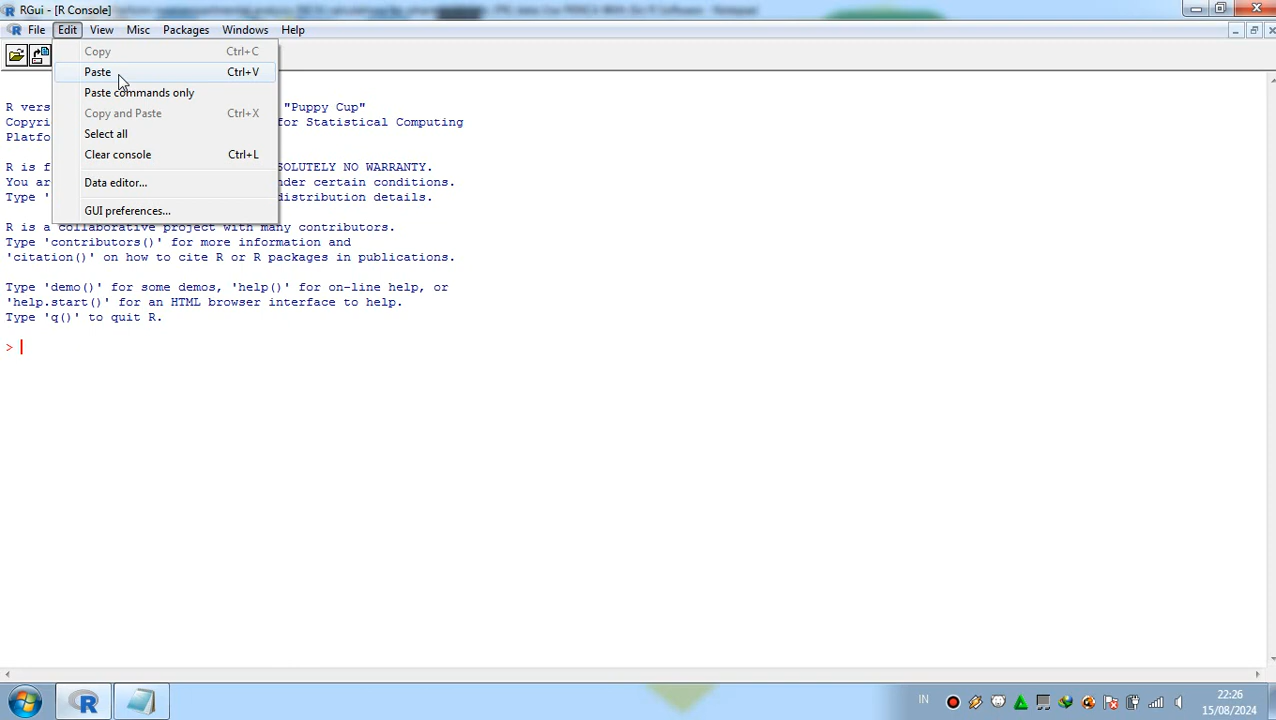 RGui - [R Console]
File Edit View Misc Packages Windows Help
Copy Ctrl+C
Paste Ctrl+V
Paste commands only
Copy and Paste Ctrl+X
Select all
Clear console Ctrl+L
Data editor...
GUI preferences...
R vers "Puppy Cup"
Copyri for Statistical Computing
Platfo
R is f SOLUTELY NO WARRANTY.
You ar nder certain conditions.
Type ' distribution details.
R is a collaborative project with many contributors.
Type 'contributors()' for more information and
'citation()' on how to cite R or R packages in publications.
Type 'demo()' for some demos, 'help()' for on-line help, or
'help.start()' for an HTML browser interface to help.
Type 'q()' to quit R.
>
IN
22:26
15/08/2024